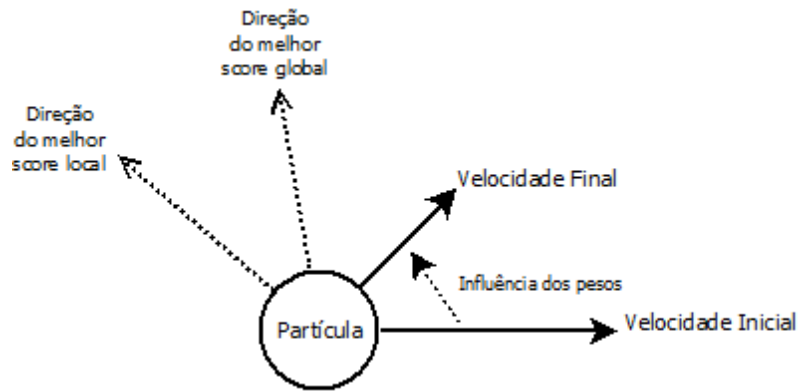 Direção
do melhor
score global
Direção
do melhor
score local
Velocidade Final
Influência dos pesos
Partícula
Velocidade Inicial